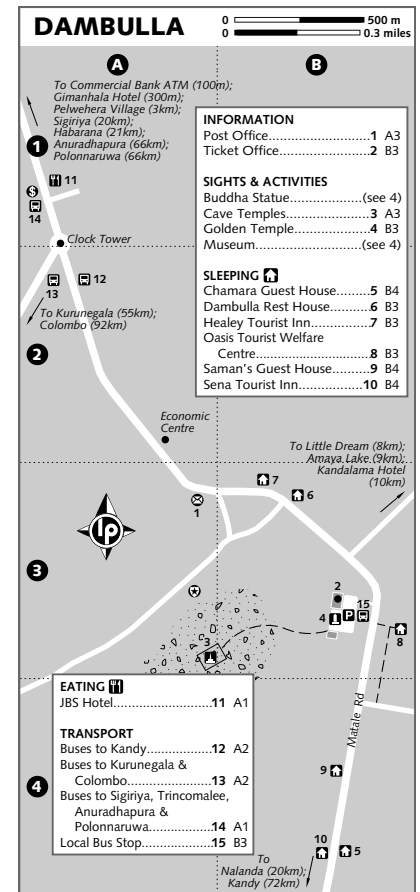 DAMBULLA
0 500 m
0 0.3 miles
A
B
To Commercial Bank ATM (100m);
Gimanhala Hotel (300m);
Pelwehera Village (3km);
Sigiriya (20km);
Habarana (21km);
Anuradhapura (66km);
Polonnaruwa (66km)
1
11
$
14
Clock Tower
13
12
To Kurunegala (55km);
Colombo (92km)
2
INFORMATION
Post Office....................1 A3
Ticket Office..................2 B3
SIGHTS & ACTIVITIES
Buddha Statue..............(see 4)
Cave Temples................3 A3
Golden Temple..............4 B3
Museum........................(see 4)
SLEEPING
Chamara Guest House.....5 B4
Dambulla Rest House......6 B3
Healey Tourist Inn..........7 B3
Oasis Tourist Welfare
Centre.......................8 B3
Saman's Guest House......9 B4
Sena Tourist Inn............10 B4
Economic
Centre
To Little Dream (8km);
Amaya Lake (9km);
Kandalama Hotel
(10km)
7
6
1
lp
3
2
15
4
P
3
8
Matale Rd
EATING
JBS Hotel.......................11 A1
TRANSPORT
Buses to Kandy...............12 A2
Buses to Kurunegala &
Colombo...................13 A2
Buses to Sigiriya, Trincomalee,
Anuradhapura &
Polonnaruwa..............14 A1
Local Bus Stop................15 B3
4
9
10
5
To
Nalanda (20km);
Kandy (72km)